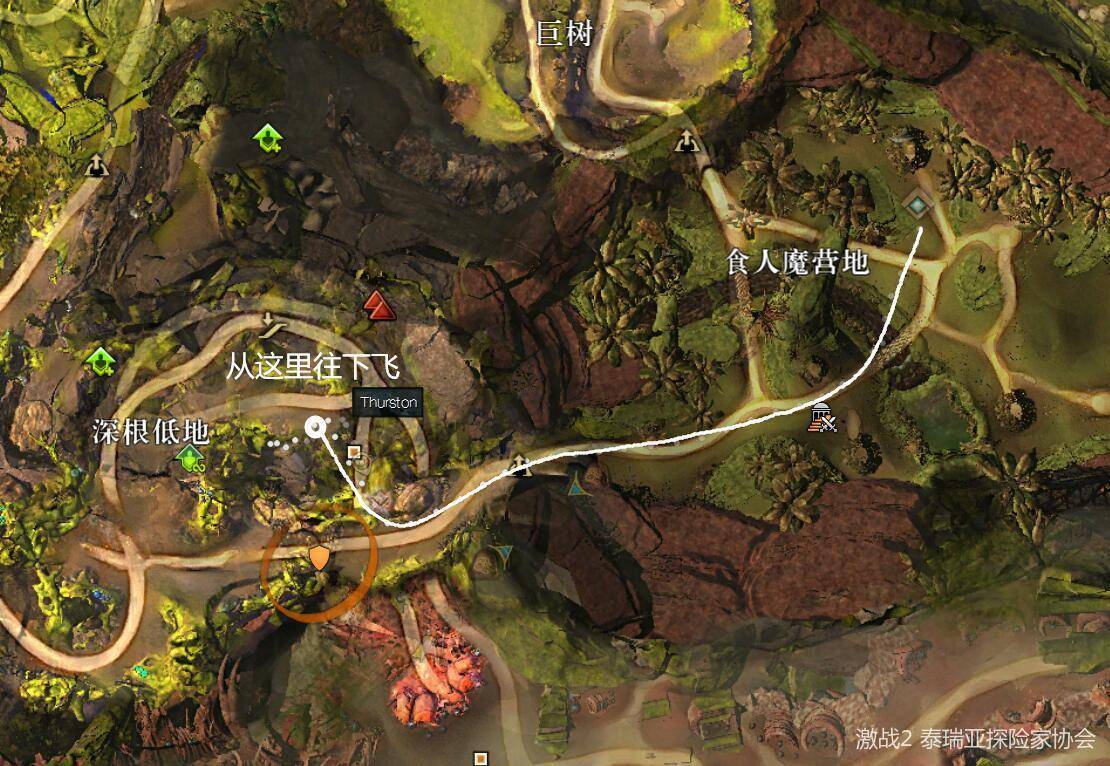 巨树
食人魔营地
从这里往下飞
Thurston
深根低地
激战2 泰瑞亚探险家协会